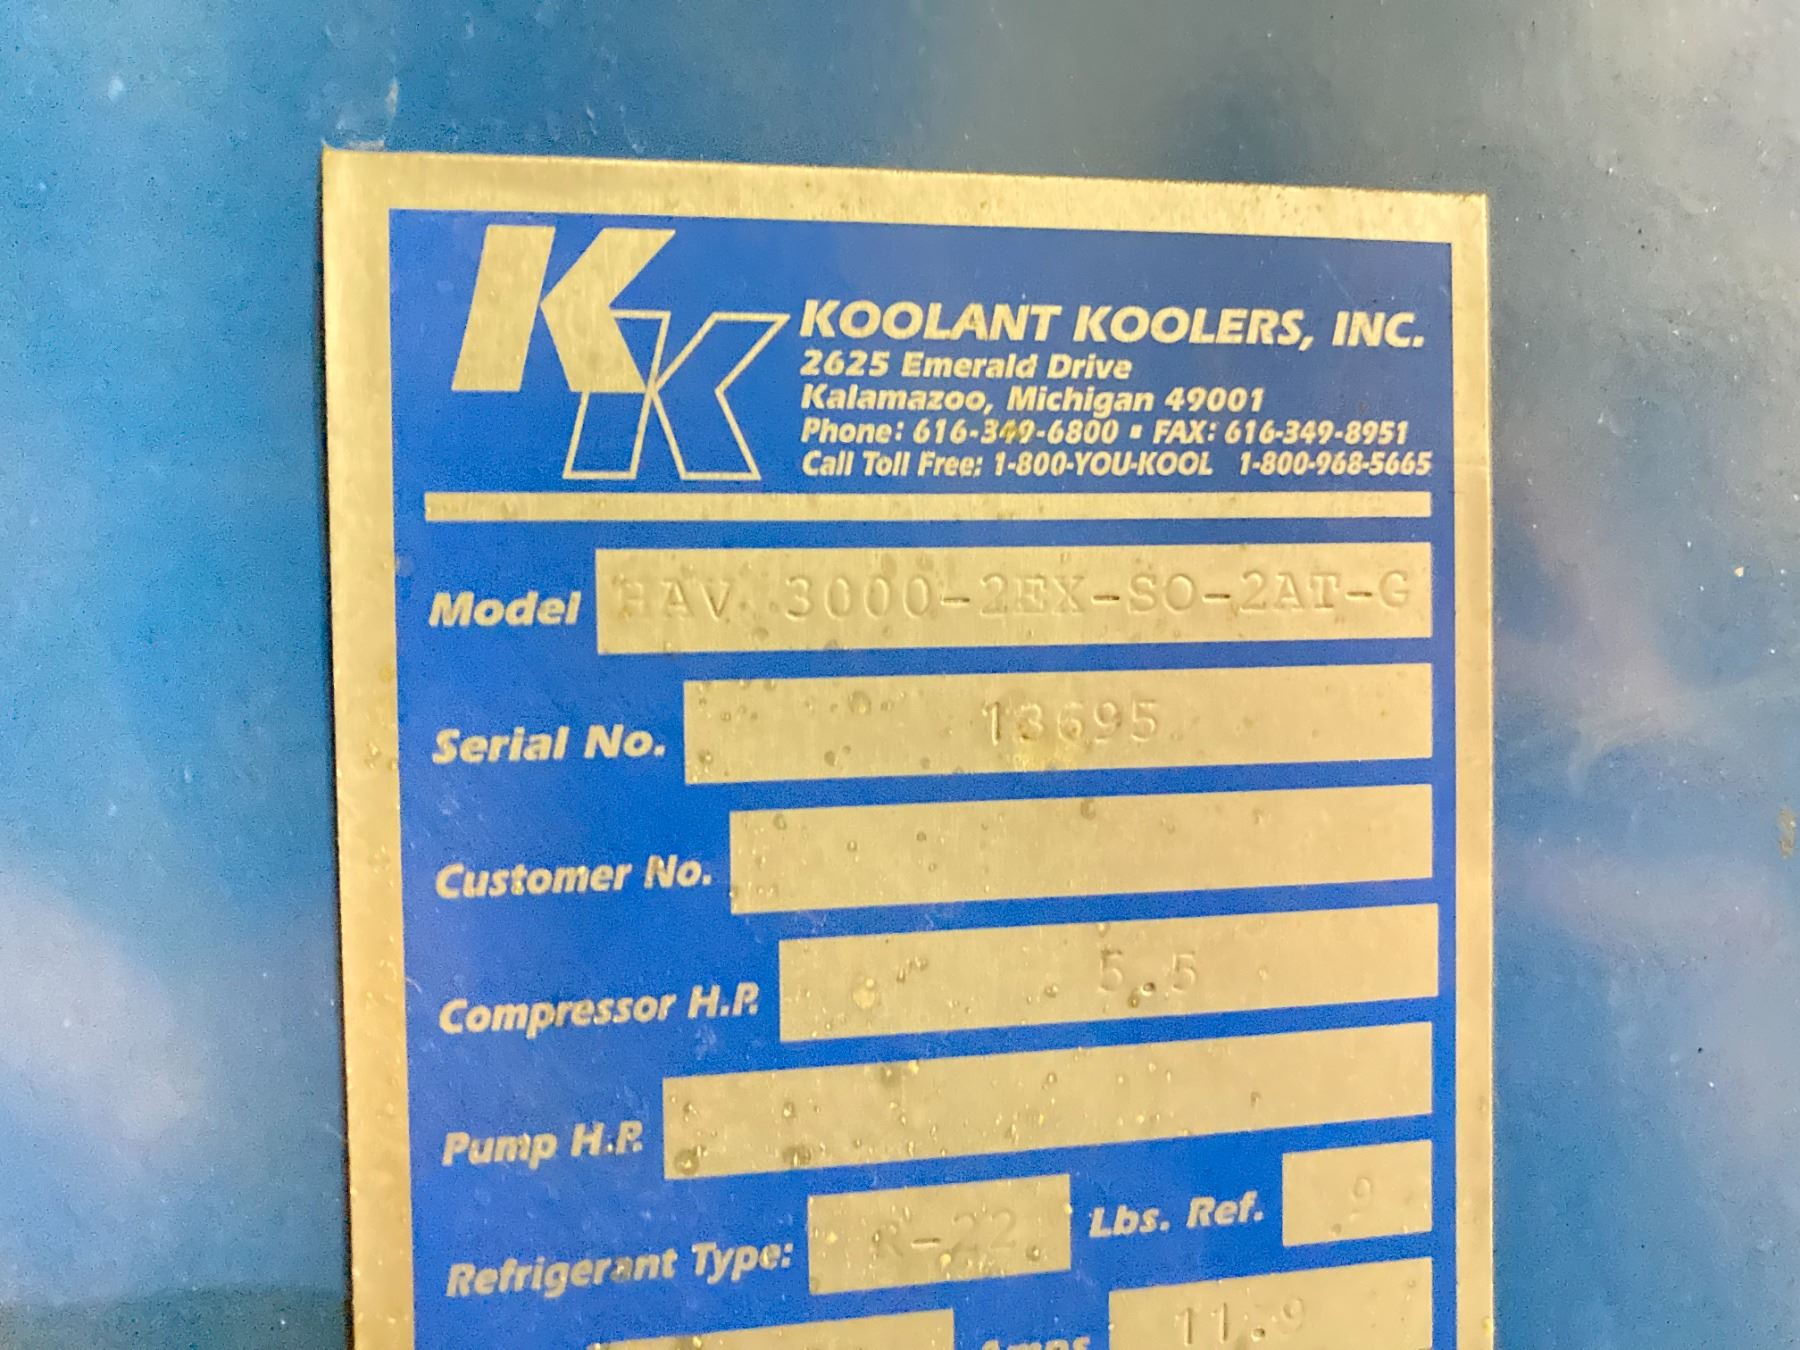 KK
KOOLANT KOOLERS, INC.
2625 Emerald Drive
Kalamazoo, Michigan 49001
Phone: 616-349-6800 ▪ FAX: 616-349-8951
Call Toll Free: 1-800-YOU-KOOL 1-800-968-5665
Model HAV 3000-2EX-SO-2AT-G
Serial No. 13695
Customer No.
Compressor H.P. 5.5
Pump H.P.
Refrigerant Type: R-22 Lbs. Ref. 9
Amps 11.9